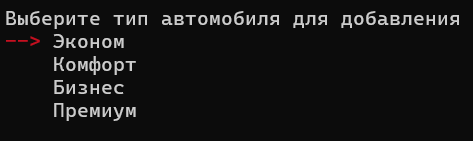 Выберите тип автомобиля для добавления
--> Эконом
Комфорт
Бизнес
Премиум